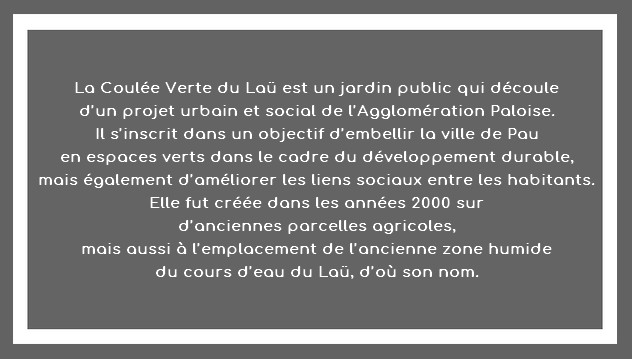 La Coulée Verte du Laü est un jardin public qui découle
d'un projet urbain et social de l'Agglomération Paloise.
Il s'inscrit dans un objectif d'embellir la ville de Pau
en espaces verts dans le cadre du développement durable,
mais également d'améliorer les liens sociaux entre les habitants.
Elle fut créée dans les années 2000 sur
d'anciennes parcelles agricoles,
mais aussi à l'emplacement de l'ancienne zone humide
du cours d'eau du Laü, d'où son nom.